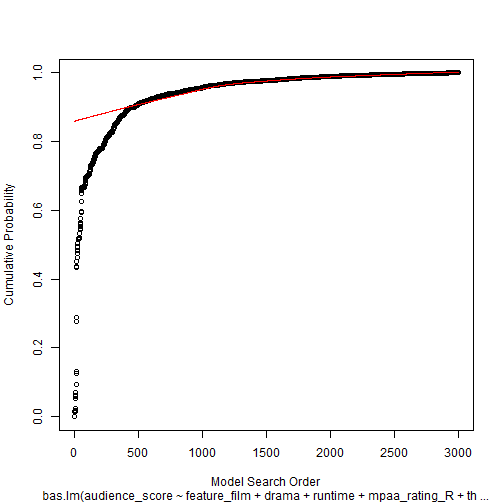 Cumulative Probability
1.0
0.8
0.6
0.4
0.2
0.0
0 500 1000 1500 2000 2500 3000
Model Search Order
bas.lm(audience_score ~ feature_film + drama + runtime + mpaa_rating_R + th ...